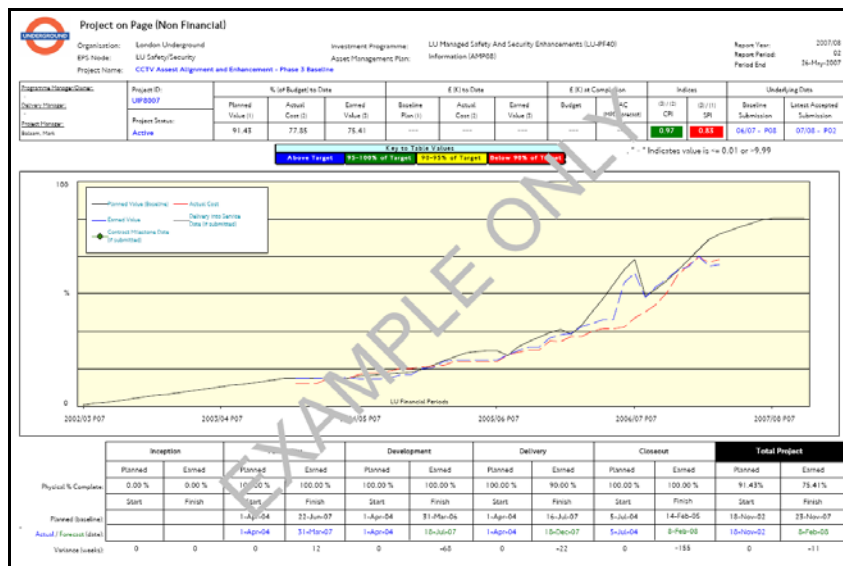 Project on Page (Non Financial)
UNDERGROUND
Organisation: London Underground
Investment Programme: LU Managed Safety And Security Enhancements (LU-PF40)
Report Year: 2007/08
EPS Node: LU Safety/Security
Asset Management Plan: Information (AMP08)
Report Period: 02
Project Name: CCTV Assest Alignment and Enhancement - Phase 3 Baseline
Period End 26-May-2007
Programme Manager/Owner:
Project ID:
% (of Budget) to Date
£ (K) to Date
£ (K) at Completion
Indices
Underlying Data
UIP8007
Delivery Manager:
Planned Value (1)
Actual Cost (2)
Earned Value (3)
Baseline Plan (1)
Actual Cost (2)
Earned Value (3)
Budget
CPI
SPI
Baseline Submission
Latest Accepted Submission
Project Manager:
Project Status:
Active
91.43 77.85 75.41 --- --- --- --- 0.97 0.83 06/07 - P08 07/08 - P02
Key to Table Values
Above Target 95-100% of Target 90-95% of Target Below 90% of Target
"-" Indicates value is <= 0.01 or -9.99
100
Planned Value (Baseline) Actual Cost
Earned Value Delivery into Service Date (if submitted)
Contract Milestone Date (if submitted)
%
0
LU Financial Periods
2002/03 P07 2003/04 P07 2004/05 P07 2005/06 P07 2006/07 P07 2007/08 P07
EXAMPLE ONLY
Inception Development Delivery Closeout Total Project
Planned Earned Planned Earned Planned Earned Planned Earned Planned Earned Planned Earned
Physical % Complete: 0.00 % 0.00 % 100.00 % 100.00 % 100.00 % 100.00 % 100.00 % 90.00 % 100.00 % 100.00 % 91.43% 75.41%
Start Finish Start Finish Start Finish Start Finish Start Finish Start Finish
Planned (baseline): 1-Apr-04 22-Jun-07 1-Apr-04 31-Mar-06 1-Apr-04 16-Jul-07 5-Jul-04 14-Feb-05 18-Nov-02 23-Nov-07
Actual / Forecast (date): 1-Apr-04 31-Mar-07 1-Apr-04 18-Jul-07 1-Apr-04 18-Dec-07 5-Jul-04 8-Feb-08 18-Nov-02 8-Feb-08
Variance (weeks): 0 0 0 12 0 -68 0 -22 0 -155 0 -11